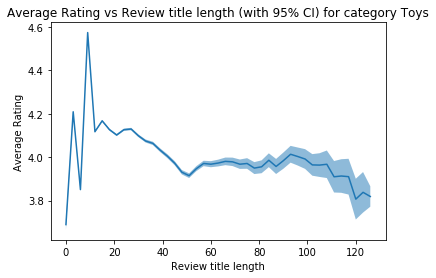 Average Rating vs Review title length (with 95% CI) for category Toys
4.6
4.4
4.2
4.0
3.8
Average Rating
0 20 40 60 80 100 120
Review title length